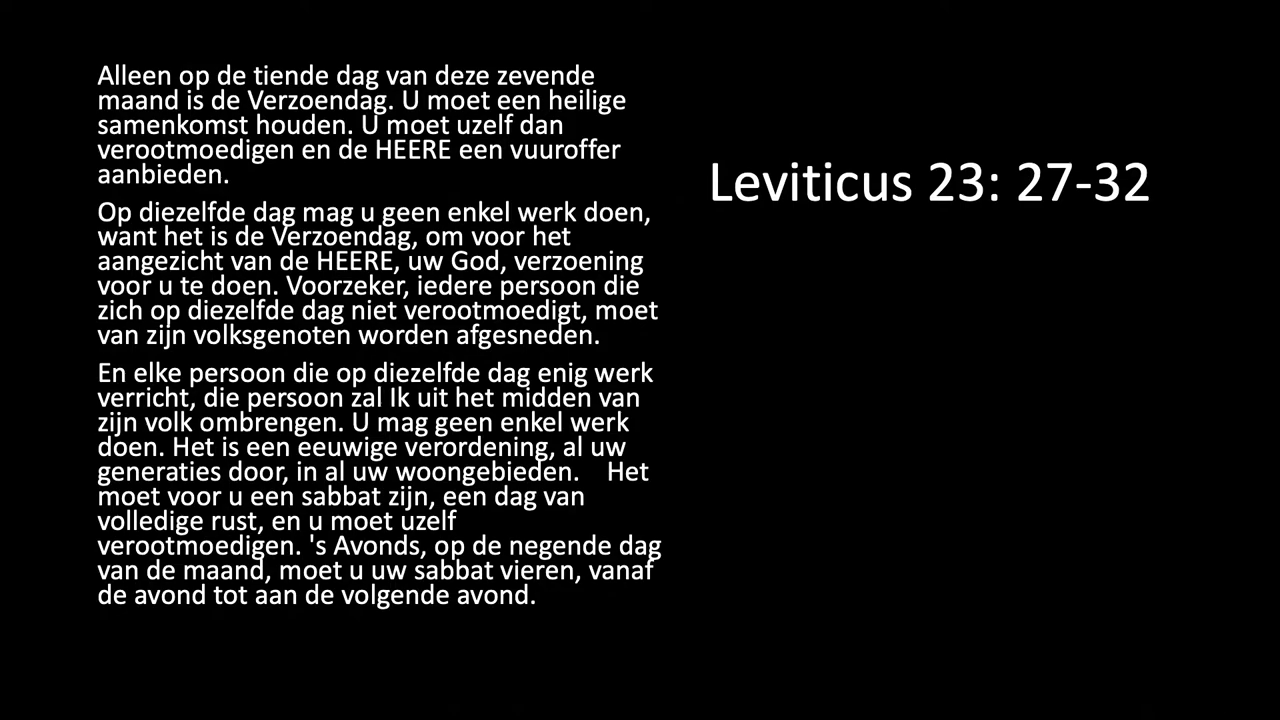 Alleen op de tiende dag van deze zevende
maand is de Verzoendag. U moet een heilige
samenkomst houden. U moet uzelf dan
verootmoedigen en de HEERE een vuuroffer
aanbieden.
Op diezelfde dag mag u geen enkel werk doen,
want het is de Verzoendag, om voor het
aangezicht van de HEERE, uw God, verzoening
voor u te doen. Voorzeker, iedere persoon die
zich op diezelfde dag niet verootmoedigt, moet
van zijn volksgenoten worden afgesneden.
En elke persoon die op diezelfde dag enig werk
verricht, die persoon zal Ik uit het midden van
zijn volk ombrengen. U mag geen enkel werk
doen. Het is een eeuwige verordening, al uw
generaties door, in al uw woongebieden. Het
moet voor u een sabbat zijn, een dag van
volledige rust, en u moet uzelf
verootmoedigen. 's Avonds, op de negende dag
van de maand, moet u uw sabbat vieren, vanaf
de avond tot aan de volgende avond.
Leviticus 23: 27-32